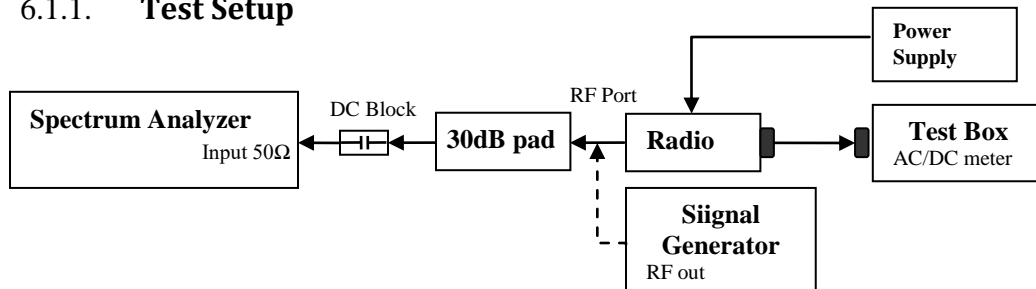 6.1.1. Test Setup
Power
Supply
RF Port
DC Block
Spectrum Analyzer
Input 50Ω
30dB pad
Radio
Test Box
AC/DC meter
Siignal
Generator
RF out